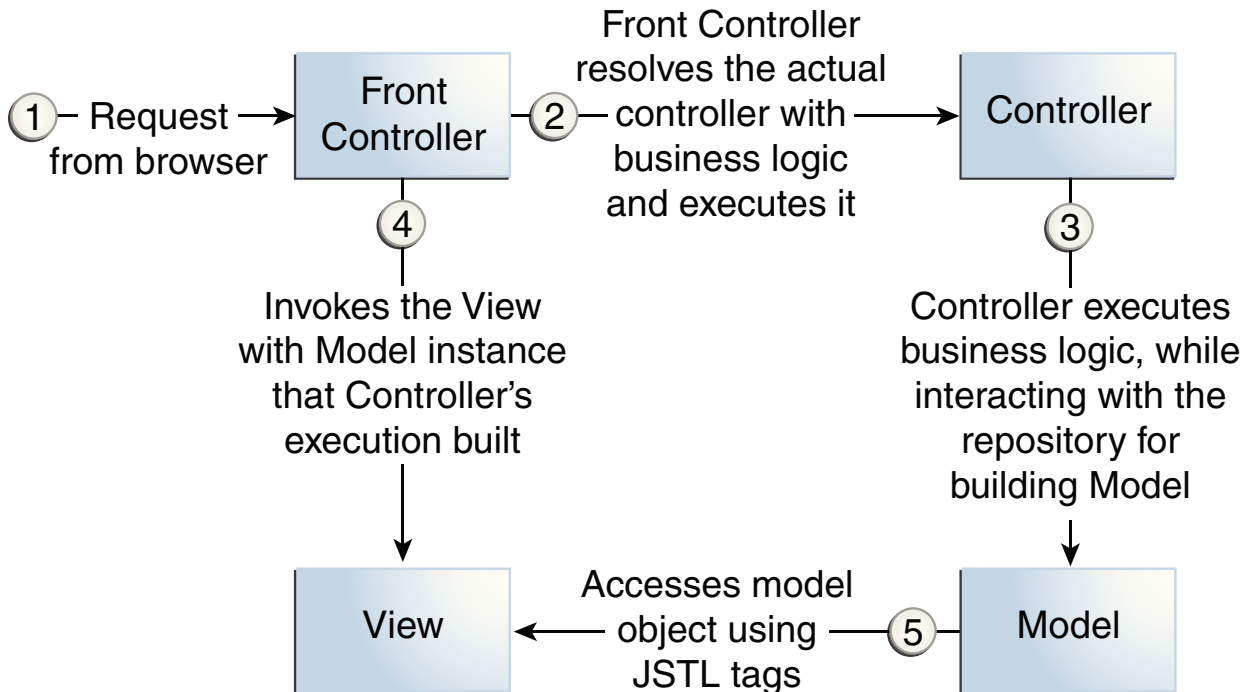 1
Request
from browser
Front
Controller
2
Front Controller
resolves the actual
controller with
business logic
and executes it
Controller
3
Controller executes
business logic, while
interacting with the
repository for
building Model
4
Invokes the View
with Model instance
that Controller’s
execution built
View
Accesses model
object using
JSTL tags
5
Model